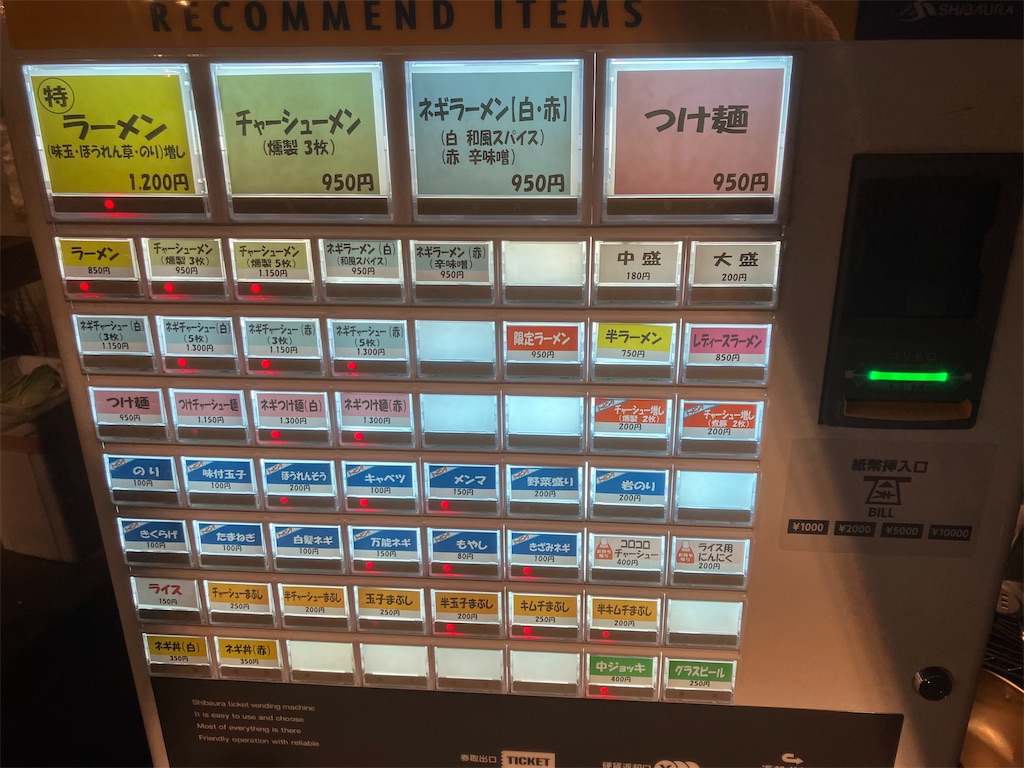 RECOMMEND ITEMS
SHIBAURA
特
ラーメン
(味玉・ほうれん草・のり)増し
1.200円
チャーシューメン
(燻製 3枚)
950円
ネギラーメン【白・赤】
(白 和風スパイス)
(赤 辛味噌)
950円
つけ麺
950円
ラーメン
850円
チャーシューメン
(燻製 3枚)
950円
チャーシューメン
(燻製 5枚)
1.150円
ネギラーメン(白)
(和風スパイス)
950円
ネギラーメン(赤)
(辛味噌)
950円
中盛
180円
大盛
200円
ネギチャーシュー(白)
(3枚)
1.150円
ネギチャーシュー(白)
(5枚)
1.300円
ネギチャーシュー(赤)
(3枚)
1.150円
ネギチャーシュー(赤)
(5枚)
1.300円
限定ラーメン
950円
半ラーメン
750円
レディースラーメン
850円
つけ麺
950円
つけチャーシュー麺
1.150円
ネギつけ麺(白)
1.300円
ネギつけ麺(赤)
1.300円
チャーシュー増し
(燻製 2枚)
200円
チャーシュー増し
(煮豚 2枚)
200円
のり
100円
味付玉子
100円
ほうれんそう
200円
キャベツ
100円
メンマ
150円
野菜盛り
200円
岩のり
200円
きくらげ
100円
たまねぎ
100円
白髪ネギ
100円
万能ネギ
150円
もやし
80円
きざみネギ
100円
コロコロ
チャーシュー
400円
ライス用
にんにく
200円
ライス
150円
チャーシューまぶし
250円
半チャーシューまぶし
200円
玉子まぶし
250円
半玉子まぶし
200円
キムチまぶし
250円
半キムチまぶし
200円
ネギ丼(白)
350円
ネギ丼(赤)
350円
中ジョッキ
400円
グラスビール
250円
紙幣挿入口
BILL
¥1000 ¥2000 ¥5000 ¥10000
Shibaura ticket vending machine
It is easy to use and choose
Most of everything is there
Friendly operation with reliable
券取出口 TICKET
硬貨返却口